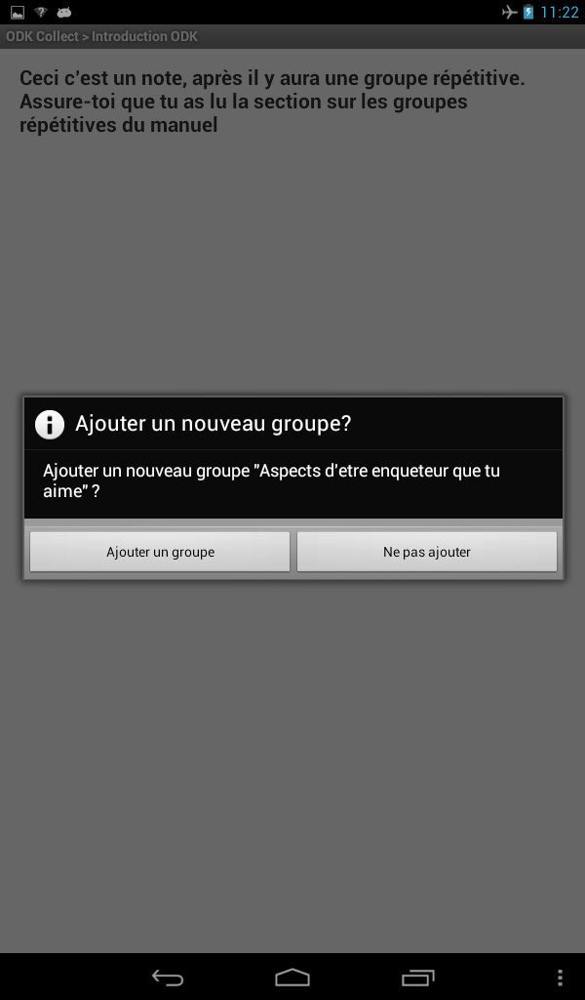 11:22
ODK Collect > Introduction ODK
Ceci c'est un note, après il y aura une groupe répétitive.
Assure-toi que tu as lu la section sur les groupes
répétitives du manuel
Ajouter un nouveau groupe?
Ajouter un nouveau groupe "Aspects d'etre enqueteur que tu
aime" ?
Ajouter un groupe
Ne pas ajouter